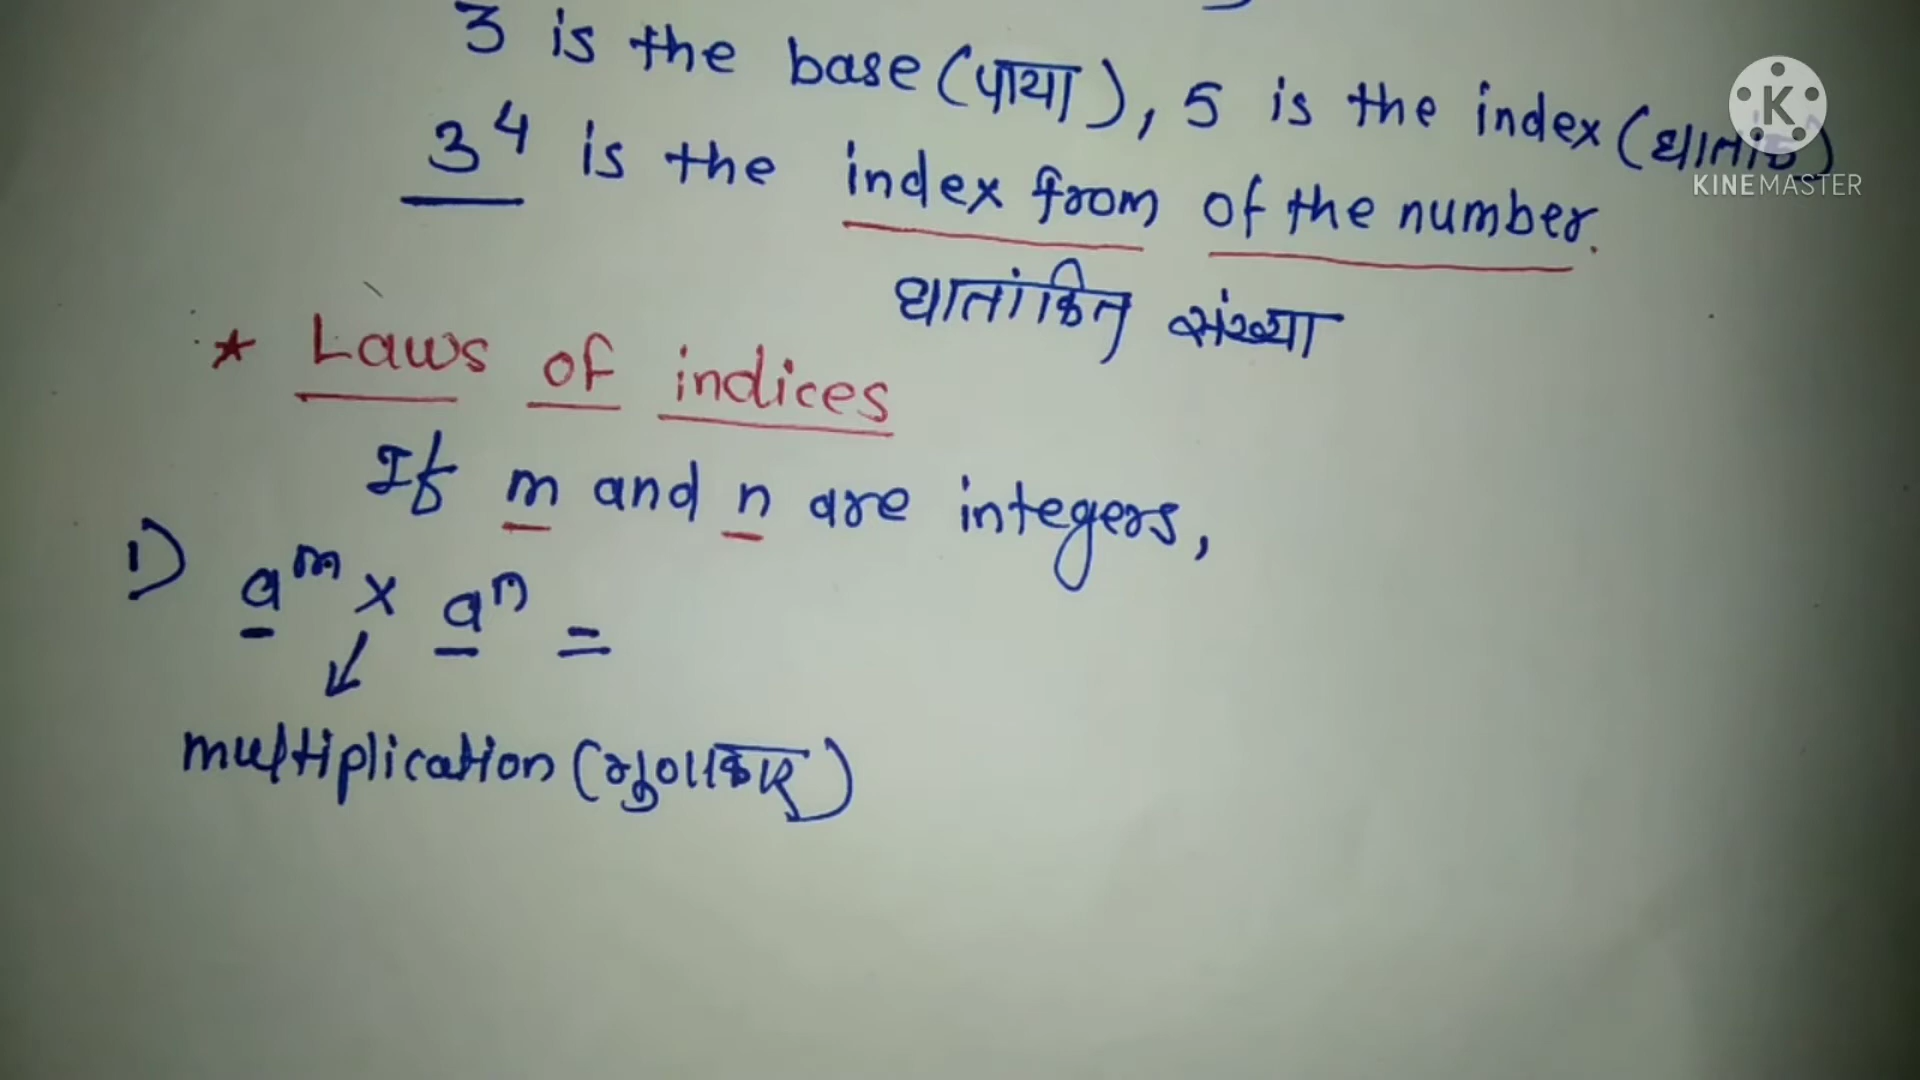 3 is the base (पाया), 5 is the index (घातांक)
3⁴ is the index from of the number.
घातांकित संख्या
* Laws of indices
If m and n are integers,
1) aᵐ × aⁿ =
multiplication (गुणाकार)
K
KINEMASTER